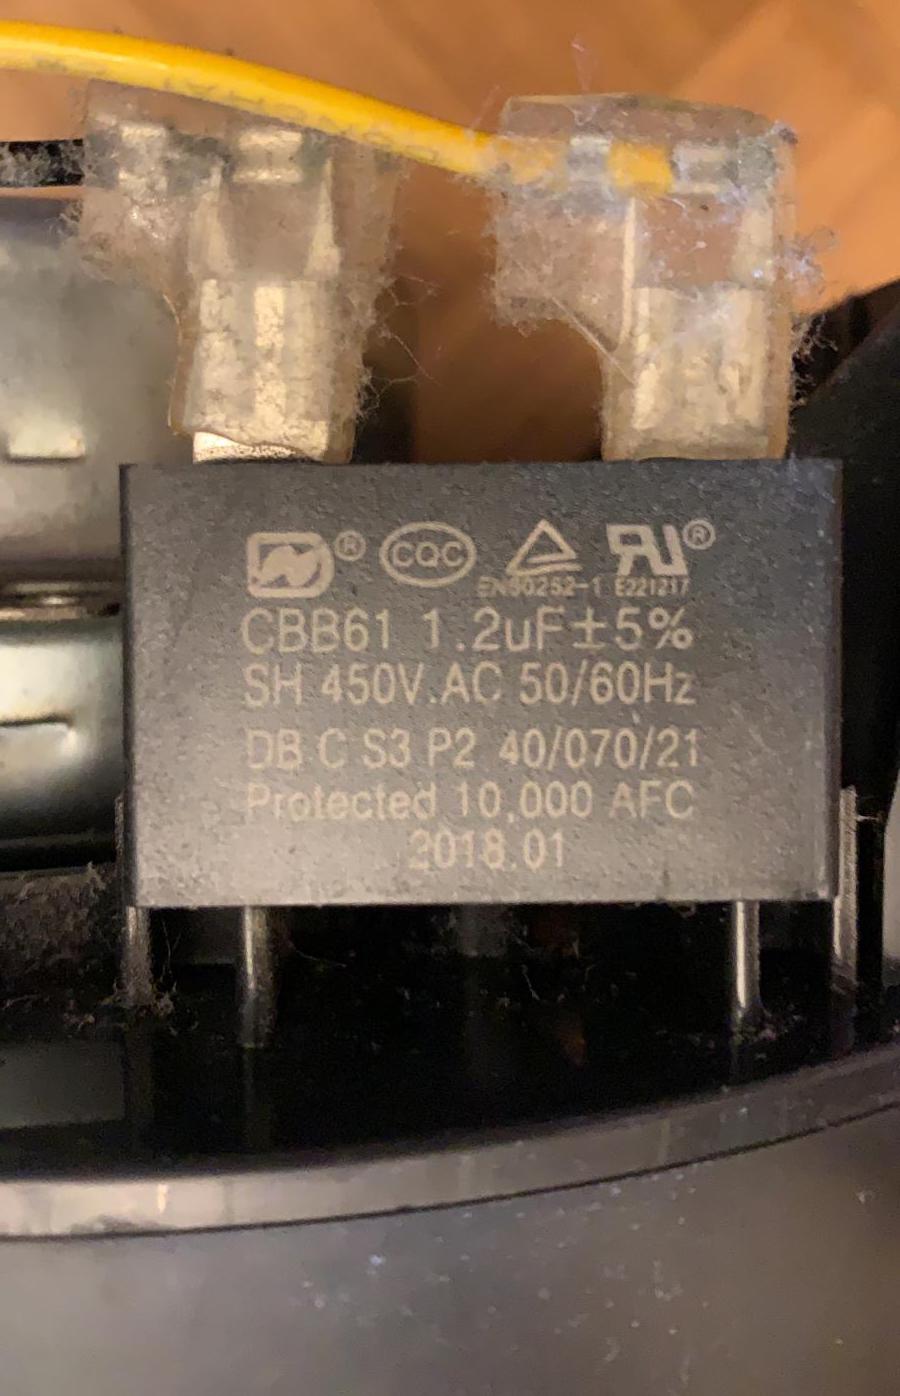 ® CQC ®
EN60252-1 E221217
CBB61 1.2uF±5%
SH 450V.AC 50/60Hz
DB C S3 P2 40/070/21
Protected 10,000 AFC
2018.01